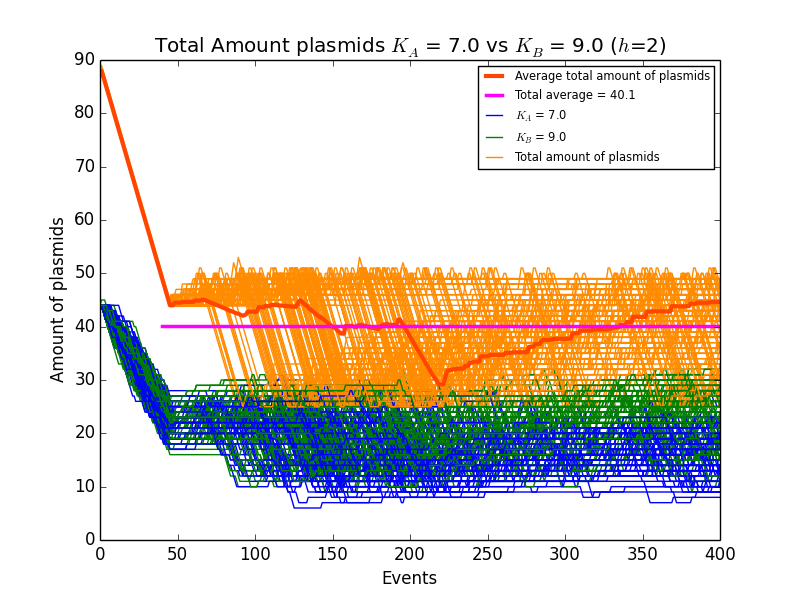 Total Amount plasmids K_A = 7.0 vs K_B = 9.0 (h=2)
Average total amount of plasmids
Total average = 40.1
K_A = 7.0
K_B = 9.0
Total amount of plasmids
Amount of plasmids
90
80
70
60
50
40
30
20
10
0
0 50 100 150 200 250 300 350 400
Events